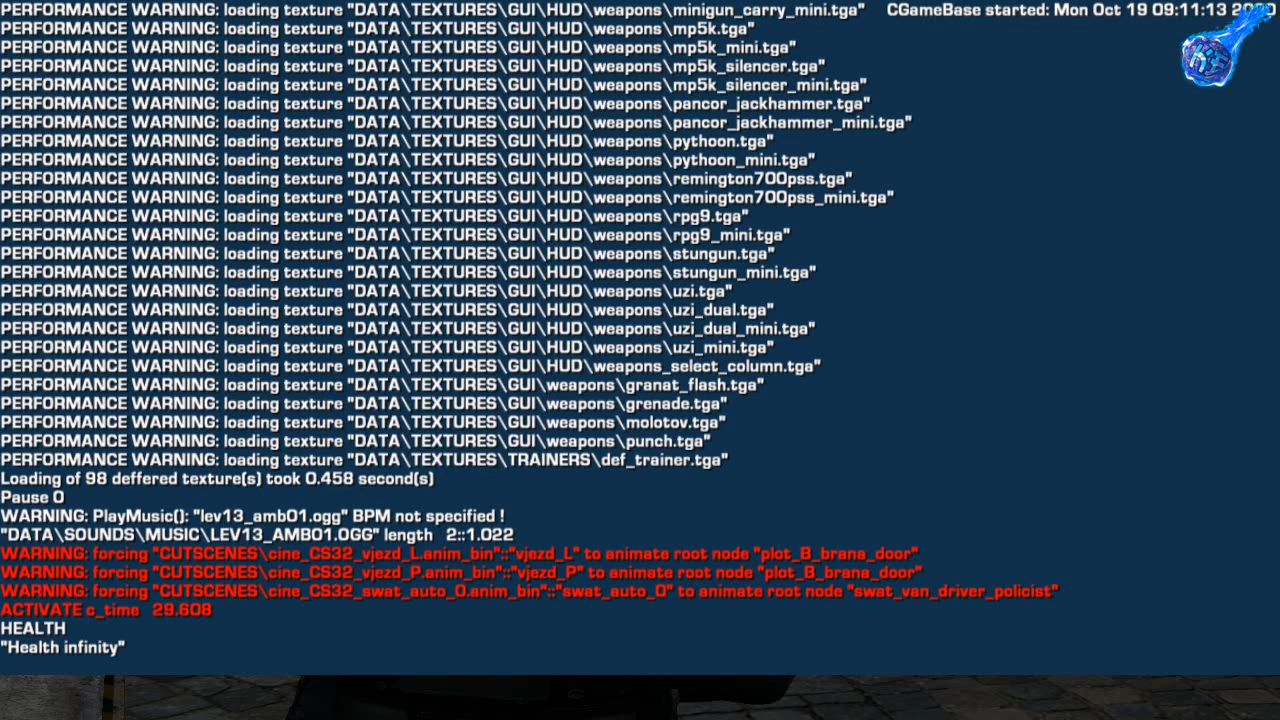 PERFORMANCE WARNING: loading texture "DATA\TEXTURES\GUI\HUD\weapons\minigun_carry_mini.tga"
CGameBase started: Mon Oct 19 09:11:13
PERFORMANCE WARNING: loading texture "DATA\TEXTURES\GUI\HUD\weapons\mp5k.tga"
PERFORMANCE WARNING: loading texture "DATA\TEXTURES\GUI\HUD\weapons\mp5k_mini.tga"
PERFORMANCE WARNING: loading texture "DATA\TEXTURES\GUI\HUD\weapons\mp5k_silencer.tga"
PERFORMANCE WARNING: loading texture "DATA\TEXTURES\GUI\HUD\weapons\mp5k_silencer_mini.tga"
PERFORMANCE WARNING: loading texture "DATA\TEXTURES\GUI\HUD\weapons\pancor_jackhammer.tga"
PERFORMANCE WARNING: loading texture "DATA\TEXTURES\GUI\HUD\weapons\pancor_jackhammer_mini.tga"
PERFORMANCE WARNING: loading texture "DATA\TEXTURES\GUI\HUD\weapons\pythoon.tga"
PERFORMANCE WARNING: loading texture "DATA\TEXTURES\GUI\HUD\weapons\pythoon_mini.tga"
PERFORMANCE WARNING: loading texture "DATA\TEXTURES\GUI\HUD\weapons\remington700pss.tga"
PERFORMANCE WARNING: loading texture "DATA\TEXTURES\GUI\HUD\weapons\remington700pss_mini.tga"
PERFORMANCE WARNING: loading texture "DATA\TEXTURES\GUI\HUD\weapons\rpg9.tga"
PERFORMANCE WARNING: loading texture "DATA\TEXTURES\GUI\HUD\weapons\rpg9_mini.tga"
PERFORMANCE WARNING: loading texture "DATA\TEXTURES\GUI\HUD\weapons\stungun.tga"
PERFORMANCE WARNING: loading texture "DATA\TEXTURES\GUI\HUD\weapons\stungun_mini.tga"
PERFORMANCE WARNING: loading texture "DATA\TEXTURES\GUI\HUD\weapons\uzi.tga"
PERFORMANCE WARNING: loading texture "DATA\TEXTURES\GUI\HUD\weapons\uzi_dual.tga"
PERFORMANCE WARNING: loading texture "DATA\TEXTURES\GUI\HUD\weapons\uzi_dual_mini.tga"
PERFORMANCE WARNING: loading texture "DATA\TEXTURES\GUI\HUD\weapons\uzi_mini.tga"
PERFORMANCE WARNING: loading texture "DATA\TEXTURES\GUI\HUD\weapons_select_column.tga"
PERFORMANCE WARNING: loading texture "DATA\TEXTURES\GUI\weapons\granat_flash.tga"
PERFORMANCE WARNING: loading texture "DATA\TEXTURES\GUI\weapons\grenade.tga"
PERFORMANCE WARNING: loading texture "DATA\TEXTURES\GUI\weapons\molotov.tga"
PERFORMANCE WARNING: loading texture "DATA\TEXTURES\GUI\weapons\punch.tga"
PERFORMANCE WARNING: loading texture "DATA\TEXTURES\TRAINERS\def_trainer.tga"
Loading of 98 deffered texture(s) took 0.458 second(s)
Pause 0
WARNING: PlayMusic(): "lev13_amb01.ogg" BPM not specified !
"DATA\SOUNDS\MUSIC\LEV13_AMB01.OGG" length 2::1.022
WARNING: forcing "CUTSCENES\cine_CS32_vjezd_L.anim_bin"::"vjezd_L" to animate root node "plot_B_brana_door"
WARNING: forcing "CUTSCENES\cine_CS32_vjezd_P.anim_bin"::"vjezd_P" to animate root node "plot_B_brana_door"
WARNING: forcing "CUTSCENES\cine_CS32_swat_auto_0.anim_bin"::"swat_auto_0" to animate root node "swat_van_driver_policist"
ACTIVATE c_time 29.608
HEALTH
"Health infinity"